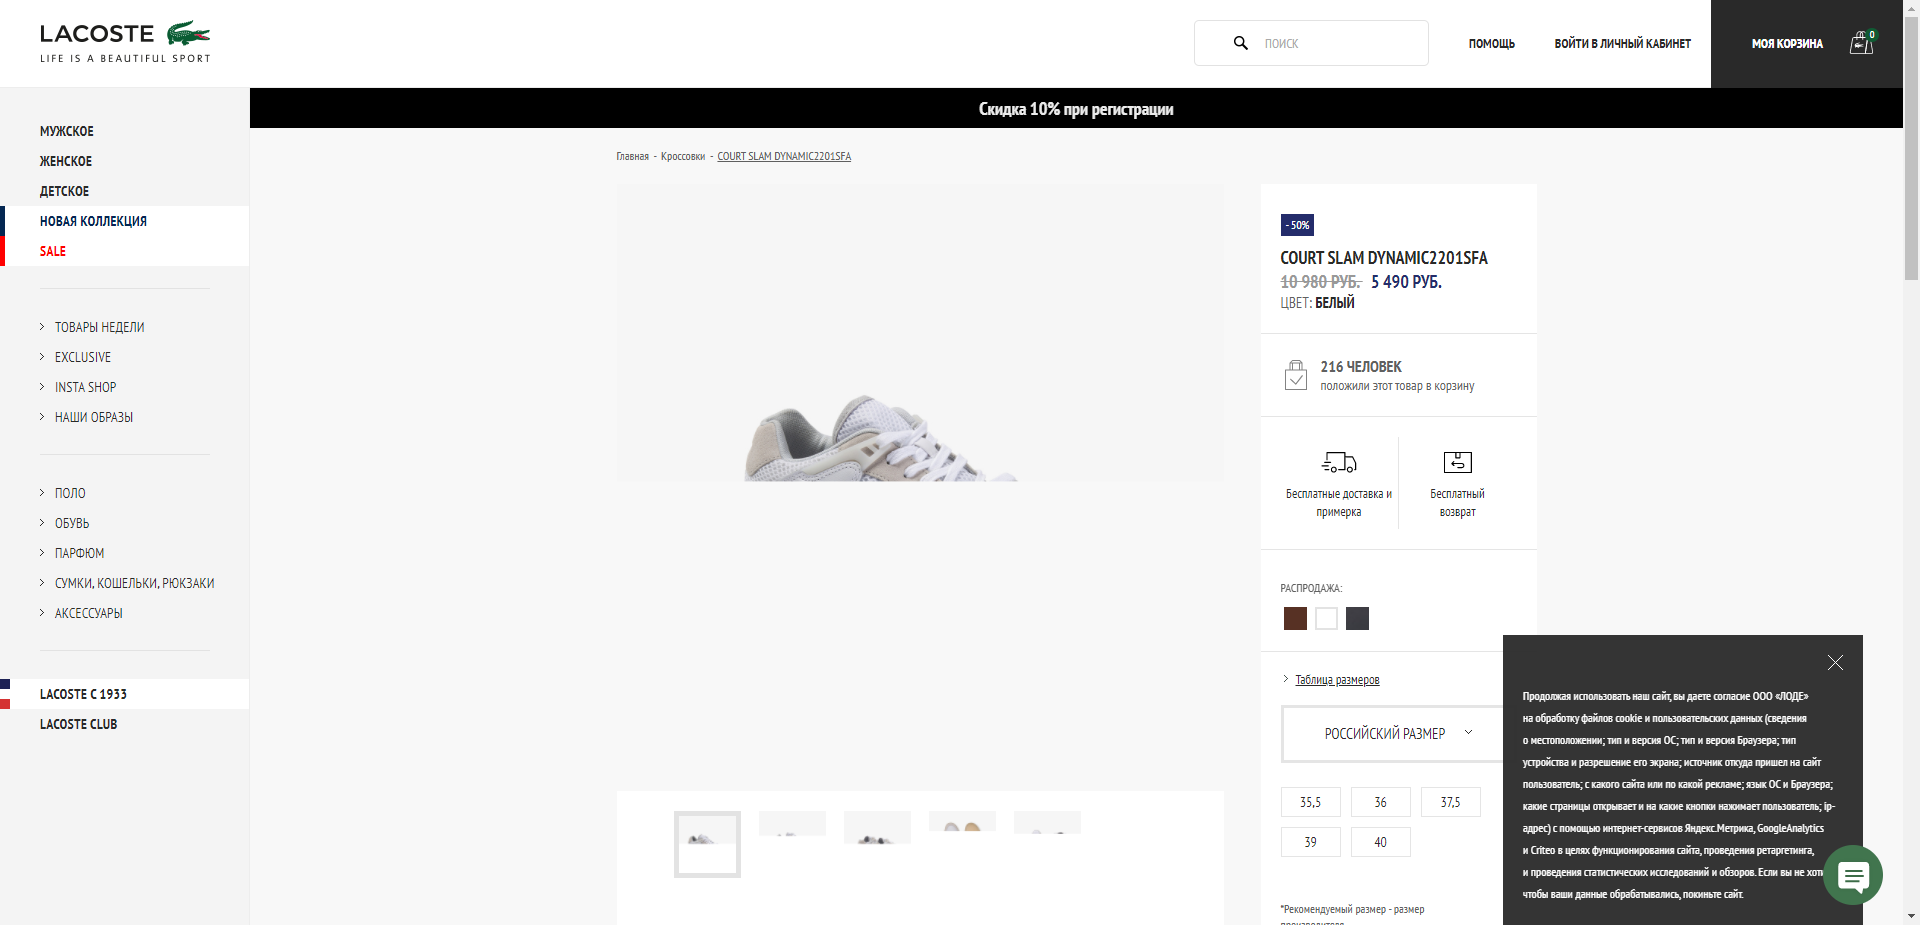 LACOSTE
LIFE IS A BEAUTIFUL SPORT
ПОИСК
ПОМОЩЬ
ВОЙТИ В ЛИЧНЫЙ КАБИНЕТ
МОЯ КОРЗИНА
0
Скидка 10% при регистрации
МУЖСКОЕ
ЖЕНСКОЕ
ДЕТСКОЕ
НОВАЯ КОЛЛЕКЦИЯ
SALE
ТОВАРЫ НЕДЕЛИ
EXCLUSIVE
INSTA SHOP
НАШИ ОБРАЗЫ
ПОЛО
ОБУВЬ
ПАРФЮМ
СУМКИ, КОШЕЛЬКИ, РЮКЗАКИ
АКСЕССУАРЫ
LACOSTE С 1933
LACOSTE CLUB
Главная - Кроссовки - COURT SLAM DYNAMIC2201SFA
- 50%
COURT SLAM DYNAMIC2201SFA
10 980 РУБ. 5 490 РУБ.
ЦВЕТ: БЕЛЫЙ
216 ЧЕЛОВЕК
положили этот товар в корзину
Бесплатные доставка и
примерка
Бесплатный
возврат
РАСПРОДАЖА:
Таблица размеров
РОССИЙСКИЙ РАЗМЕР
35,5 36 37,5
39 40
*Рекомендуемый размер - размер
производителя
Продолжая использовать наш сайт, вы даете согласие ООО «ЛОДЕ»
на обработку файлов cookie и пользовательских данных (сведения
о местоположении; тип и версия ОС; тип и версия Браузера; тип
устройства и разрешение его экрана; источник откуда пришел на сайт
пользователь; с какого сайта или по какой рекламе; язык ОС и Браузера;
какие страницы открывает и на какие кнопки нажимает пользователь; ip-
адрес) с помощью интернет-сервисов Яндекс.Метрика, GoogleAnalytics
и Criteo в целях функционирования сайта, проведения ретаргетинга,
и проведения статистических исследований и обзоров. Если вы не хоти
чтобы ваши данные обрабатывались, покиньте сайт.